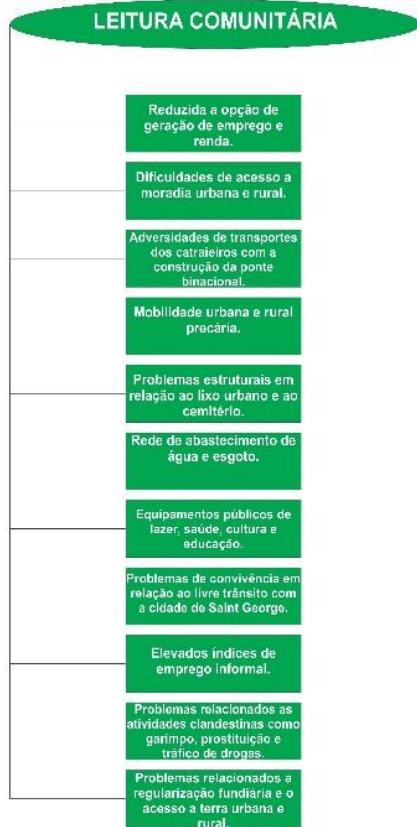 LEITURA COMUNITÁRIA
Reduzida a opção de
geração de emprego e
renda.
Dificuldades de acesso a
moradia urbana e rural.
Adversidades de transportes
dos catraieiros com a
construção da ponte
binacional.
Mobilidade urbana e rural
precária.
Problemas estruturais em
relação ao lixo urbano e ao
cemitério.
Rede de abastecimento de
água e esgoto.
Equipamentos públicos de
lazer, saúde, cultura e
educação.
Problemas de convivência em
relação ao livre trânsito com
a cidade de Saint George.
Elevados índices de
emprego informal.
Problemas relacionados as
atividades clandestinas como
garimpo, prostituição e
tráfico de drogas.
Problemas relacionados a
regularização fundiária e o
acesso a terra urbana e
rural.